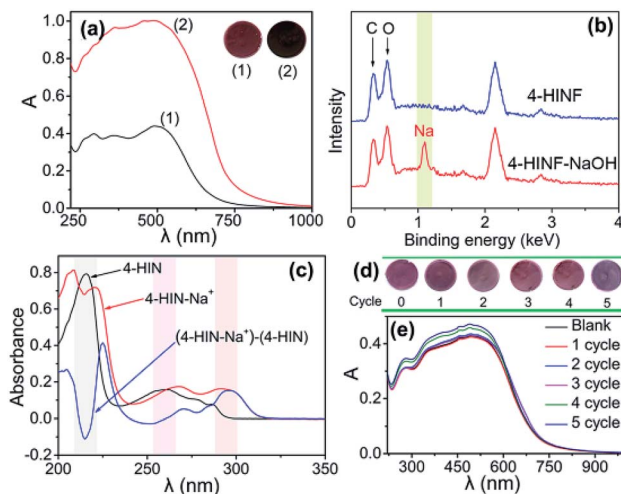 (a)
(2)
(1)
(1)
(2)
A
1.0
0.8
0.6
0.4
0.2
0.0
250
500
750
1000
λ (nm)
(b)
C
O
Na
4-HINF
4-HINF-NaOH
Intensity
0
1
2
3
4
Binding energy (keV)
(c)
4-HIN
4-HIN-Na⁺
(4-HIN-Na⁺)-(4-HIN)
Absorbance
0.8
0.6
0.4
0.2
0.0
-0.2
200
250
300
350
λ (nm)
(d)
Cycle
0
1
2
3
4
5
(e)
Blank
1 cycle
2 cycle
3 cycle
4 cycle
5 cycle
A
0.4
0.2
0.0
300
450
600
750
900
λ (nm)